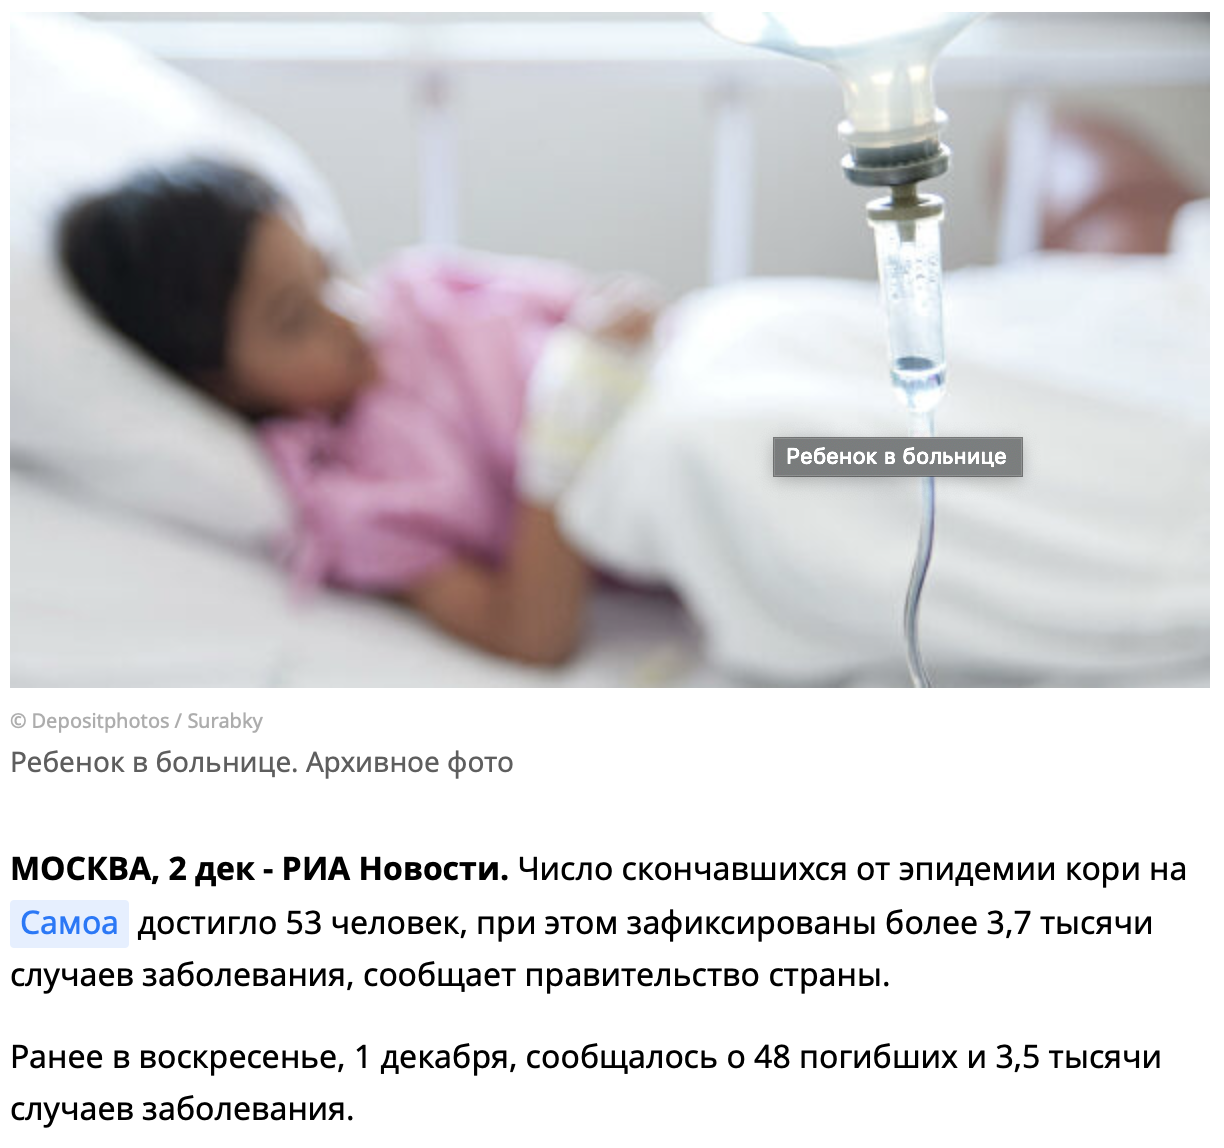 Ребенок в больнице
© Depositphotos / Surabky
Ребенок в больнице. Архивное фото
МОСКВА, 2 дек - РИА Новости. Число скончавшихся от эпидемии кори на
Самоа достигло 53 человек, при этом зафиксированы более 3,7 тысячи
случаев заболевания, сообщает правительство страны.
Ранее в воскресенье, 1 декабря, сообщалось о 48 погибших и 3,5 тысячи
случаев заболевания.